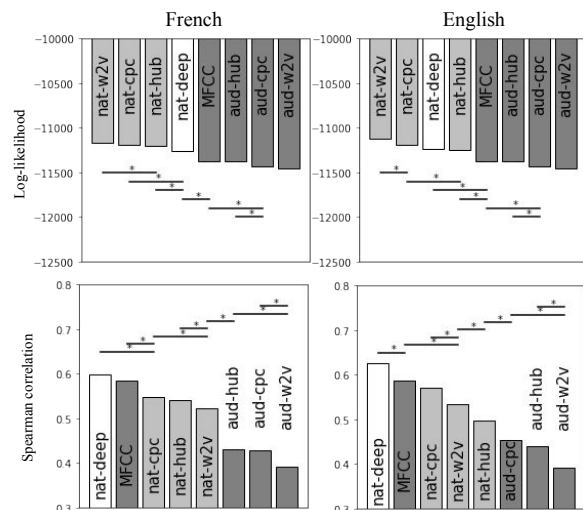 French
English
Log-likelihood
−10000
−10500
−11000
−11500
−12000
−12500
nat-w2v
nat-cpc
nat-hub
nat-deep
MFCC
aud-hub
aud-cpc
aud-w2v
* * * * * *
−10000
−10500
−11000
−11500
−12000
−12500
nat-w2v
nat-cpc
nat-deep
nat-hub
MFCC
aud-hub
aud-cpc
aud-w2v
* * * * * *
Spearman correlation
0.8
0.7
0.6
0.5
0.4
0.3
nat-deep
MFCC
nat-cpc
nat-hub
nat-w2v
aud-hub
aud-cpc
aud-w2v
* * * * * * *
0.8
0.7
0.6
0.5
0.4
0.3
nat-deep
MFCC
nat-cpc
nat-w2v
nat-hub
aud-cpc
aud-hub
aud-w2v
* * * * * * *